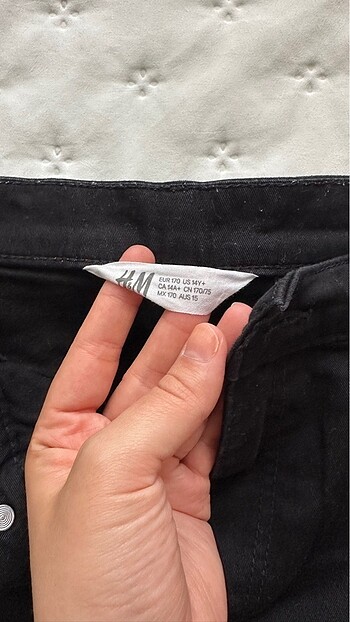 H&M
EUR 170 US 14Y+
CA 14A+ CN 170/75
MX 170 AUS 15